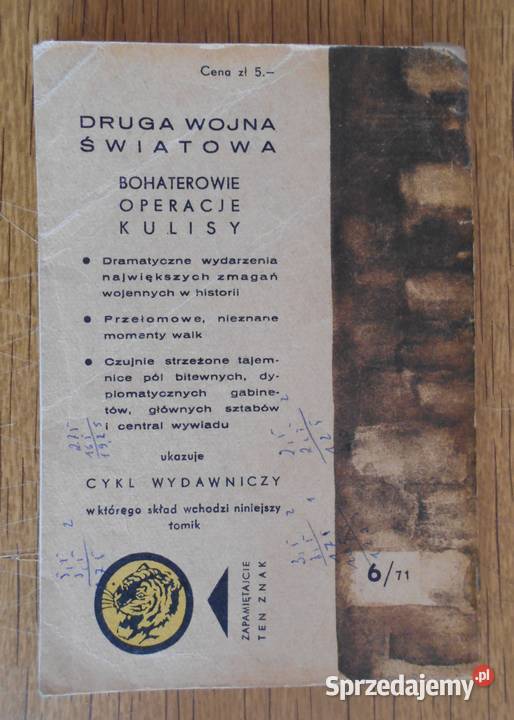 Cena zł 5.—
DRUGA WOJNA
ŚWIATOWA
BOHATEROWIE
OPERACJE
KULISY
● Dramatyczne wydarzenia
największych zmagań
wojennych w historii
● Przełomowe, nieznane
momenty walk
● Czujnie strzeżone tajem-
nice pól bitewnych, dy-
plomatycznych gabine-
tów, głównych sztabów
i central wywiadu
ukazuje
CYKL WYDAWNICZY
w którego skład wchodzi niniejszy
tomik
ZAPAMIĘTAJCIE
TEN ZNAK
6/71
Sprzedajemy.pl